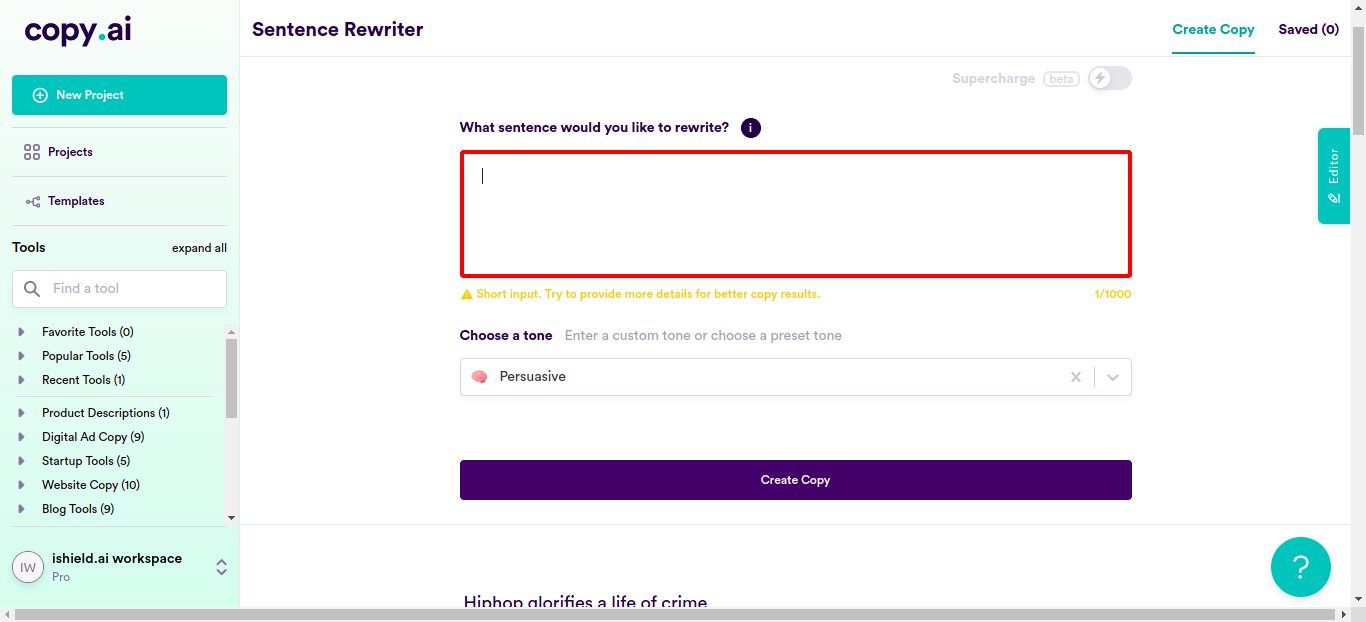 copy.ai
Sentence Rewriter
Create Copy
Saved (0)
New Project
Projects
Templates
Tools
expand all
Find a tool
Favorite Tools (0)
Popular Tools (5)
Recent Tools (1)
Product Descriptions (1)
Digital Ad Copy (9)
Startup Tools (5)
Website Copy (10)
Blog Tools (9)
IW
ishield.ai workspace
Pro
Supercharge beta
What sentence would you like to rewrite? i
Short input. Try to provide more details for better copy results.
1/1000
Choose a tone Enter a custom tone or choose a preset tone
Persuasive
Create Copy
Hiphop glorifies a life of crime
Editor
?